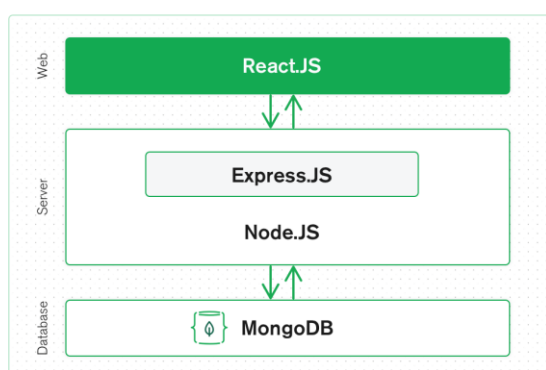 Web
React.JS
Server
Express.JS
Node.JS
Database
MongoDB